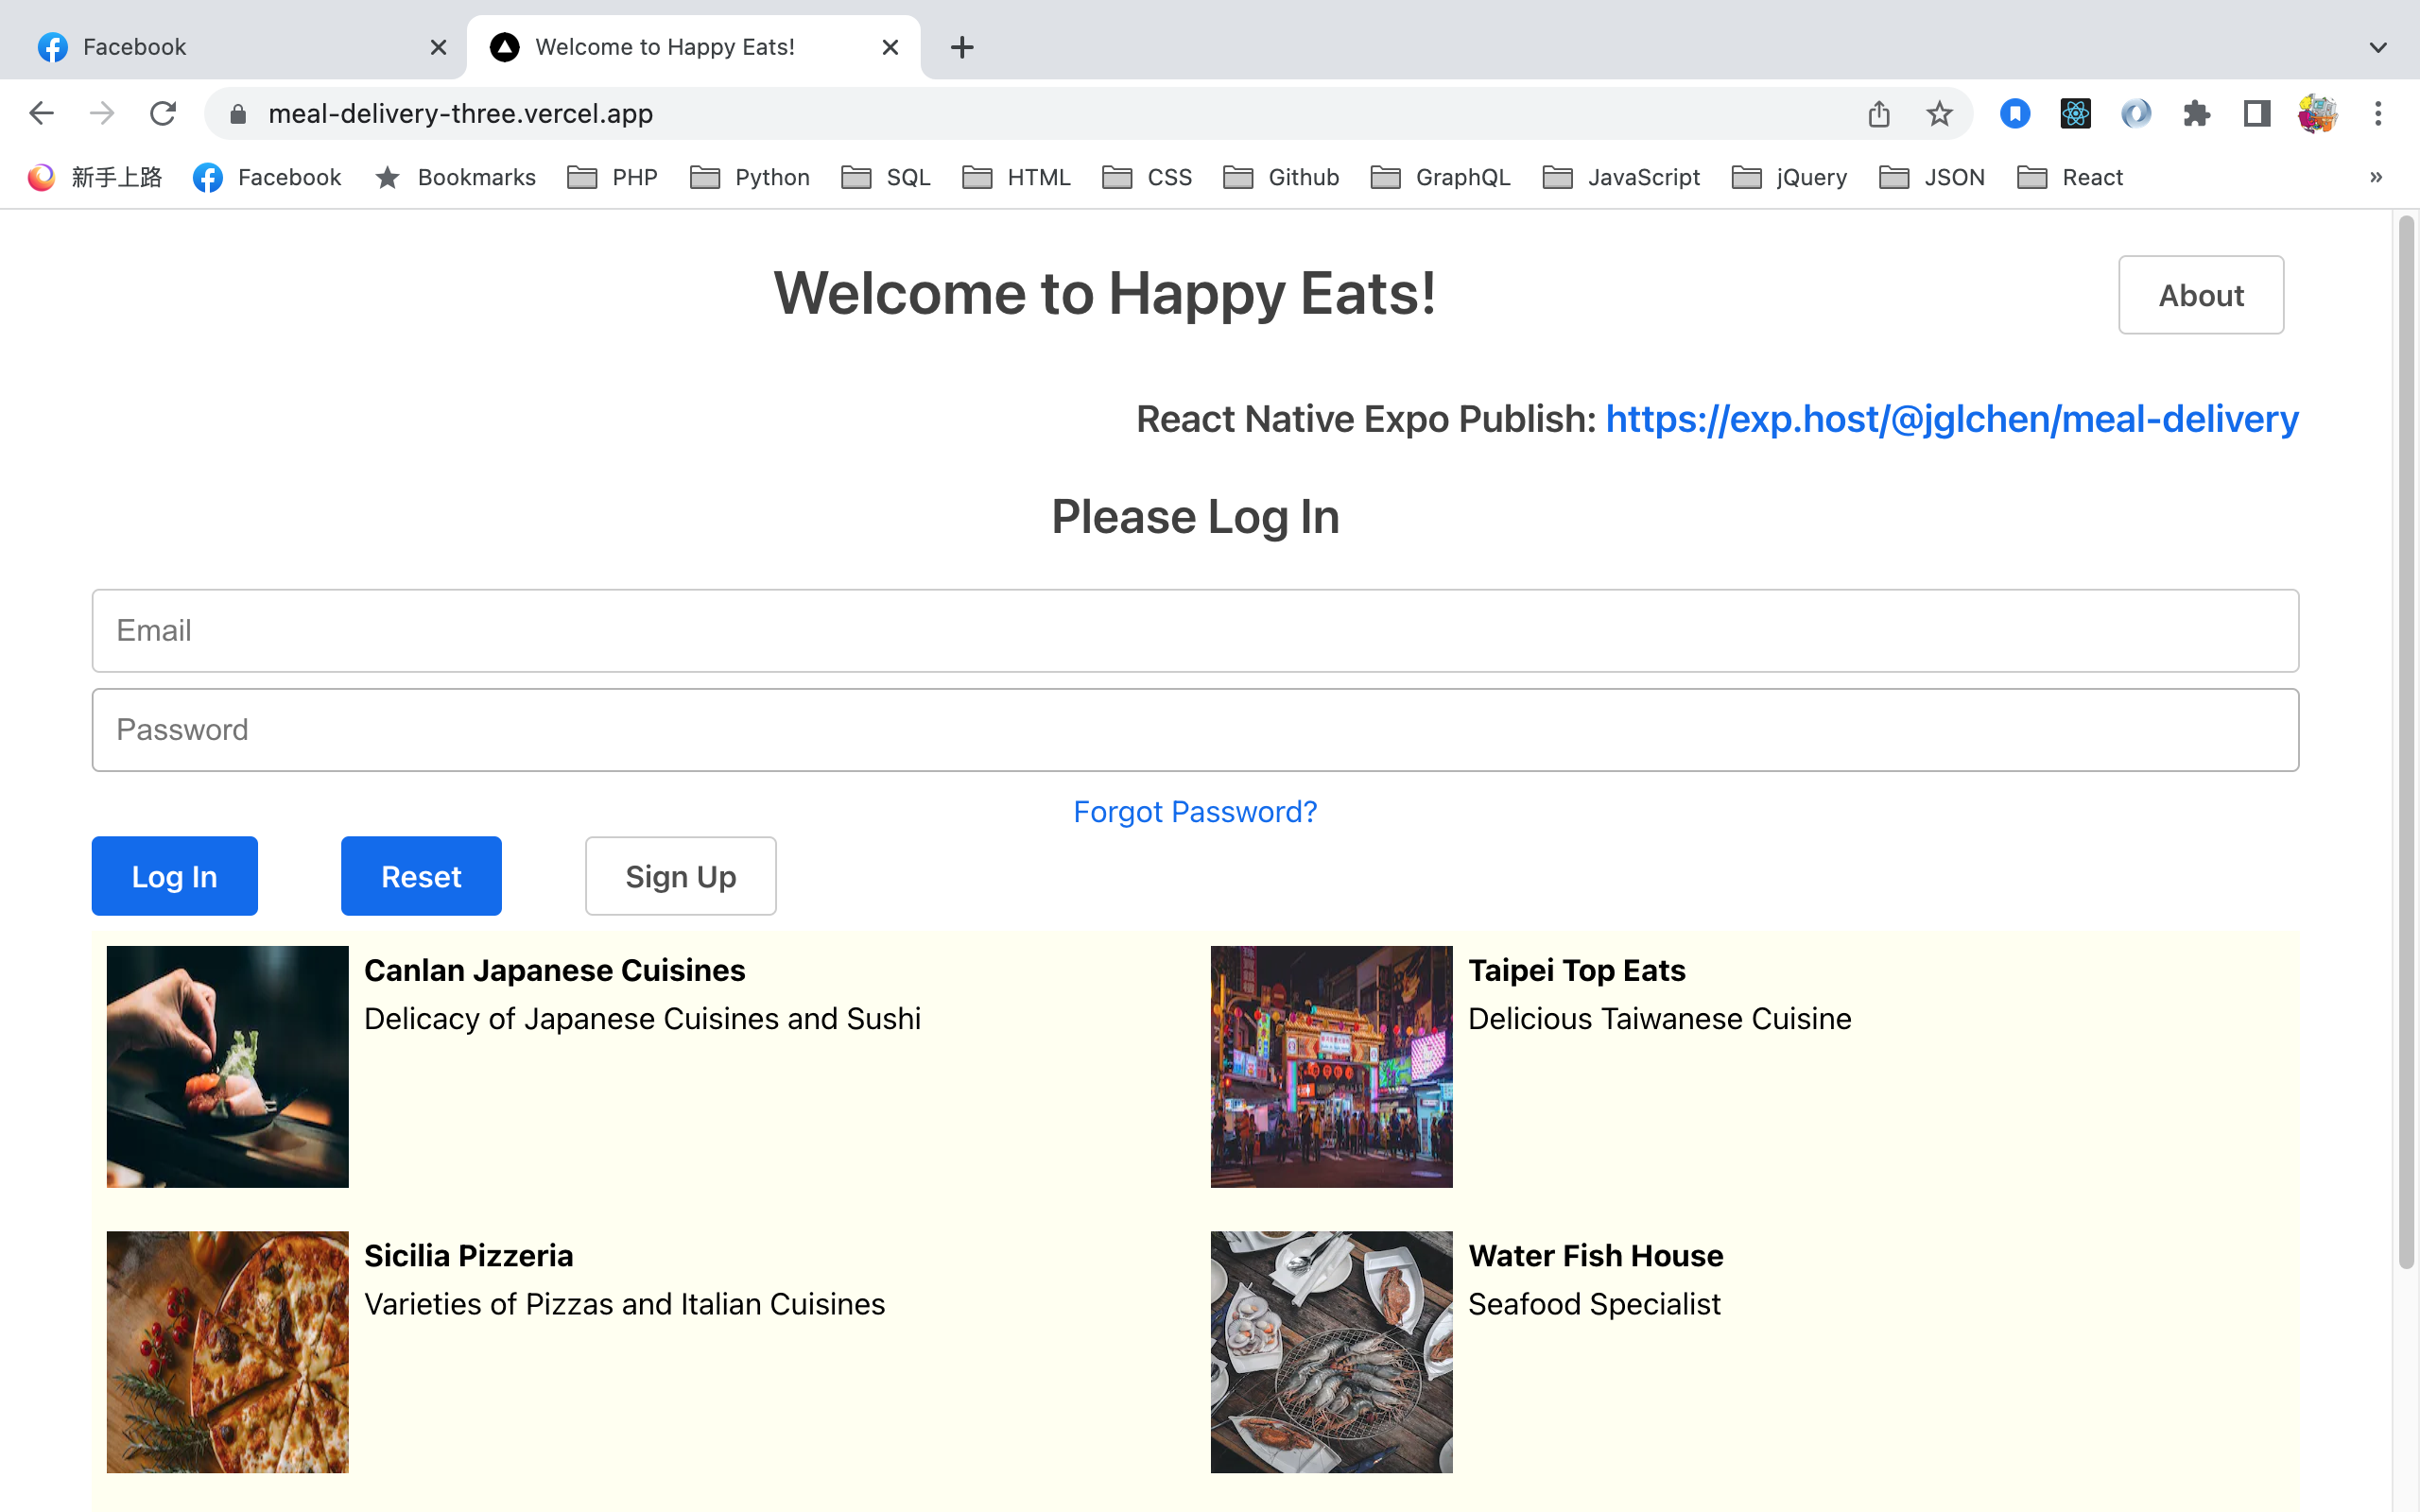 Facebook
Welcome to Happy Eats!
meal-delivery-three.vercel.app
新手上路 Facebook Bookmarks PHP Python SQL HTML CSS Github GraphQL JavaScript jQuery JSON React »
Welcome to Happy Eats!
About
React Native Expo Publish: https://exp.host/@jglchen/meal-delivery
Please Log In
Email
Password
Forgot Password?
Log In Reset Sign Up
Canlan Japanese Cuisines
Delicacy of Japanese Cuisines and Sushi
Taipei Top Eats
Delicious Taiwanese Cuisine
Sicilia Pizzeria
Varieties of Pizzas and Italian Cuisines
Water Fish House
Seafood Specialist